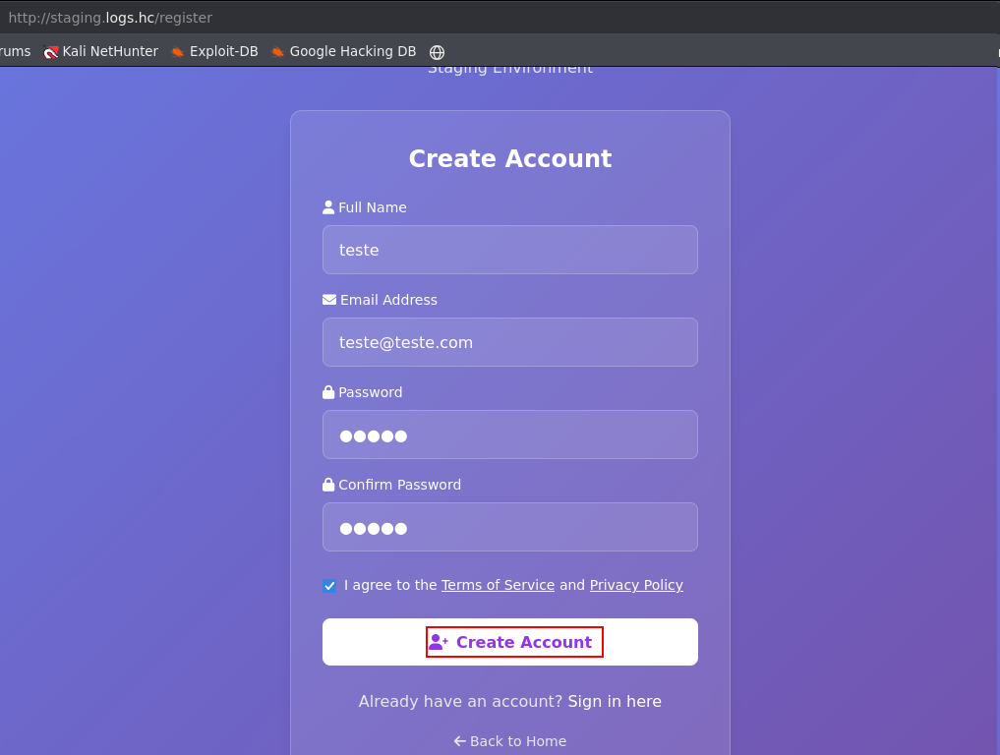 http://staging.logs.hc/register
rums Kali NetHunter Exploit-DB Google Hacking DB
Staging Environment
Create Account
Full Name
teste
Email Address
teste@teste.com
Password
●●●●●
Confirm Password
●●●●●
I agree to the Terms of Service and Privacy Policy
Create Account
Already have an account? Sign in here
Back to Home